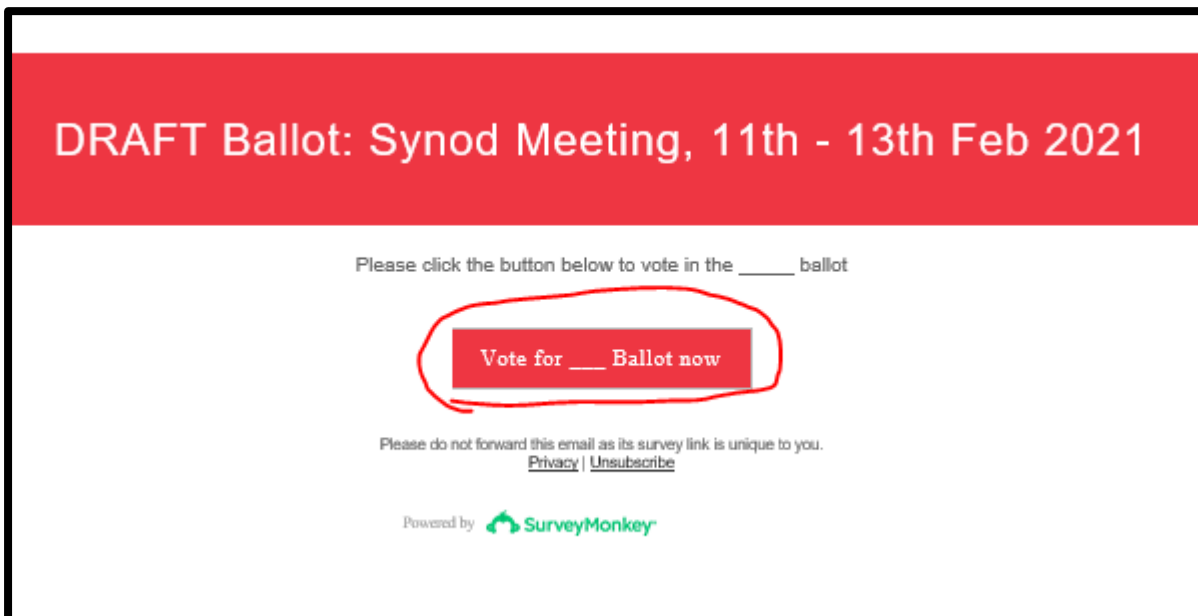 DRAFT Ballot: Synod Meeting, 11th - 13th Feb 2021
Please click the button below to vote in the _____ ballot
Vote for ___ Ballot now
Please do not forward this email as its survey link is unique to you.
Privacy | Unsubscribe
Powered by SurveyMonkey